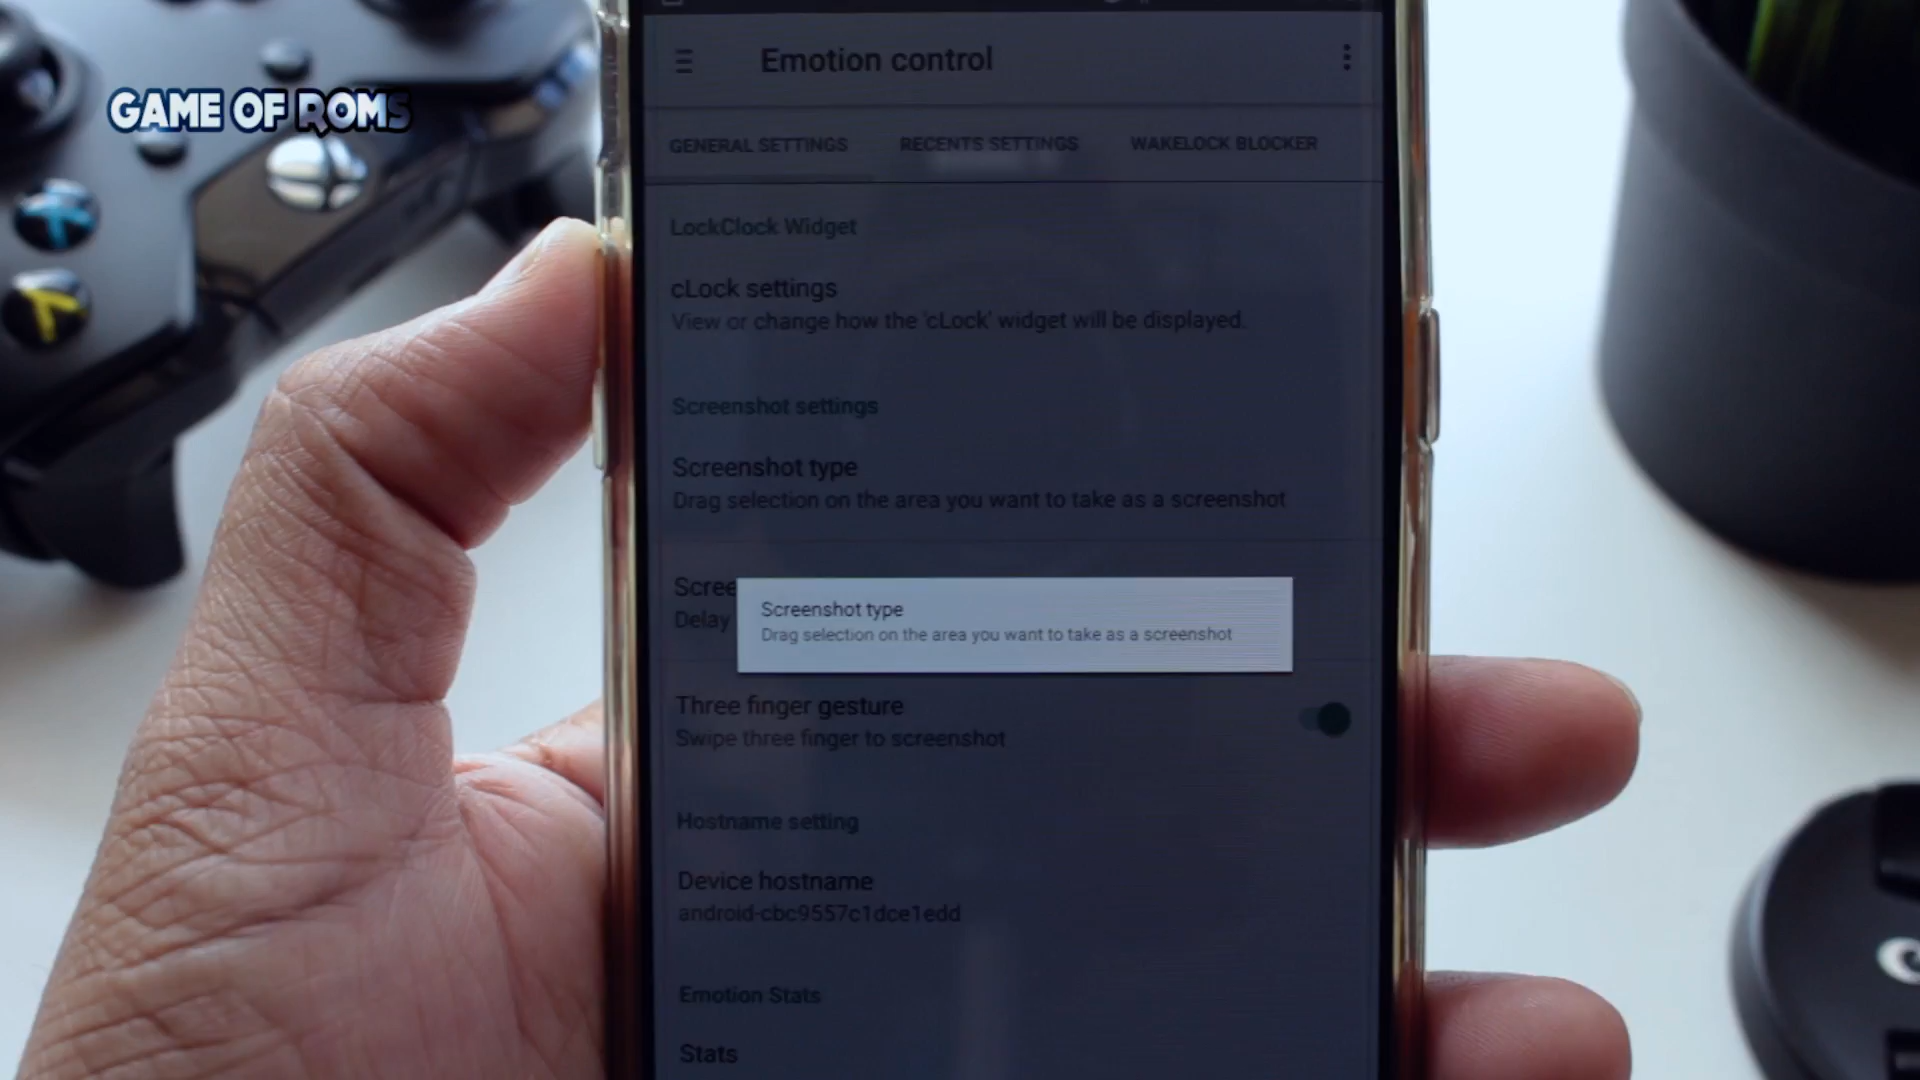 GAME OF ROMS
Emotion control
GENERAL SETTINGS RECENTS SETTINGS WAKELOCK BLOCKER
LockClock Widget
cLock settings
View or change how the 'cLock' widget will be displayed.
Screenshot settings
Screenshot type
Drag selection on the area you want to take as a screenshot
Delay
Screenshot type
Drag selection on the area you want to take as a screenshot
Three finger gesture
Swipe three finger to screenshot
Hostname setting
Device hostname
android-cbc9557c1dce1edd
Emotion Stats
Stats